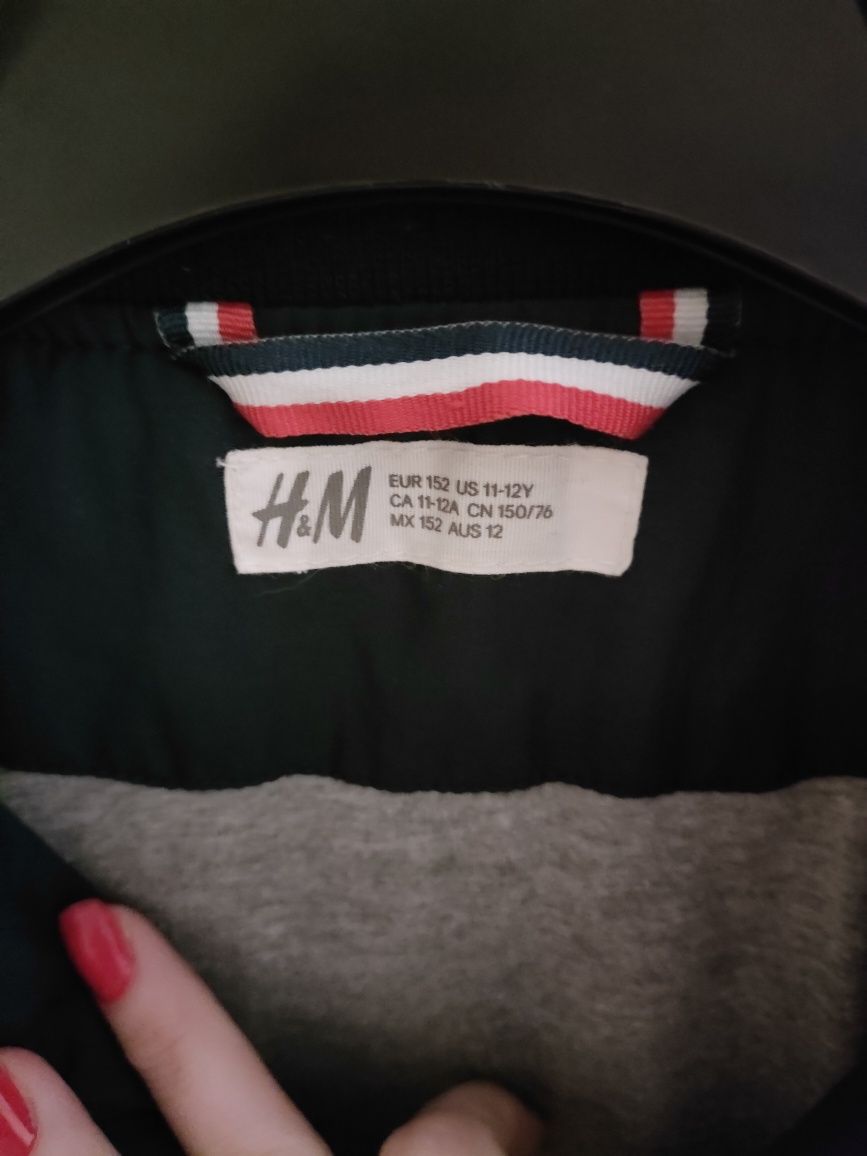 H&M
EUR 152 US 11-12Y
CA 11-12A CN 150/76
MX 152 AUS 12